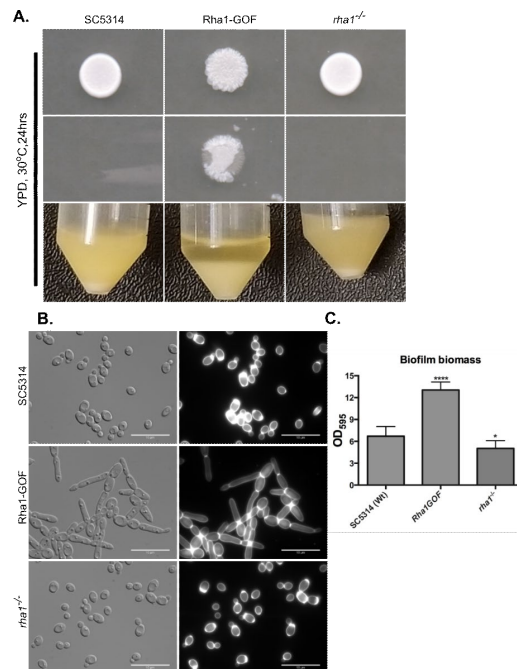 A.
SC5314 Rha1-GOF rha1-/-
YPD, 30°C,24hrs
B.
SC5314
Rha1-GOF
rha1-/-
C.
Biofilm biomass
OD595
15
12
9
6
3
0
****
*
SC5314 (Wt)
Rha1GOF
rha1-/-